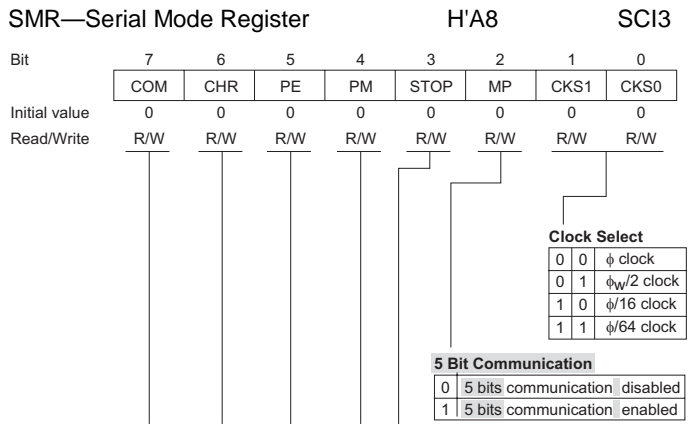 SMR—Serial Mode Register H'A8 SCI3
Bit 7 6 5 4 3 2 1 0
COM CHR PE PM STOP MP CKS1 CKS0
Initial value 0 0 0 0 0 0 0 0
Read/Write R/W R/W R/W R/W R/W R/W R/W R/W
Clock Select
0 0 ϕ clock
0 1 ϕW/2 clock
1 0 ϕ/16 clock
1 1 ϕ/64 clock
5 Bit Communication
0 5 bits communication disabled
1 5 bits communication enabled